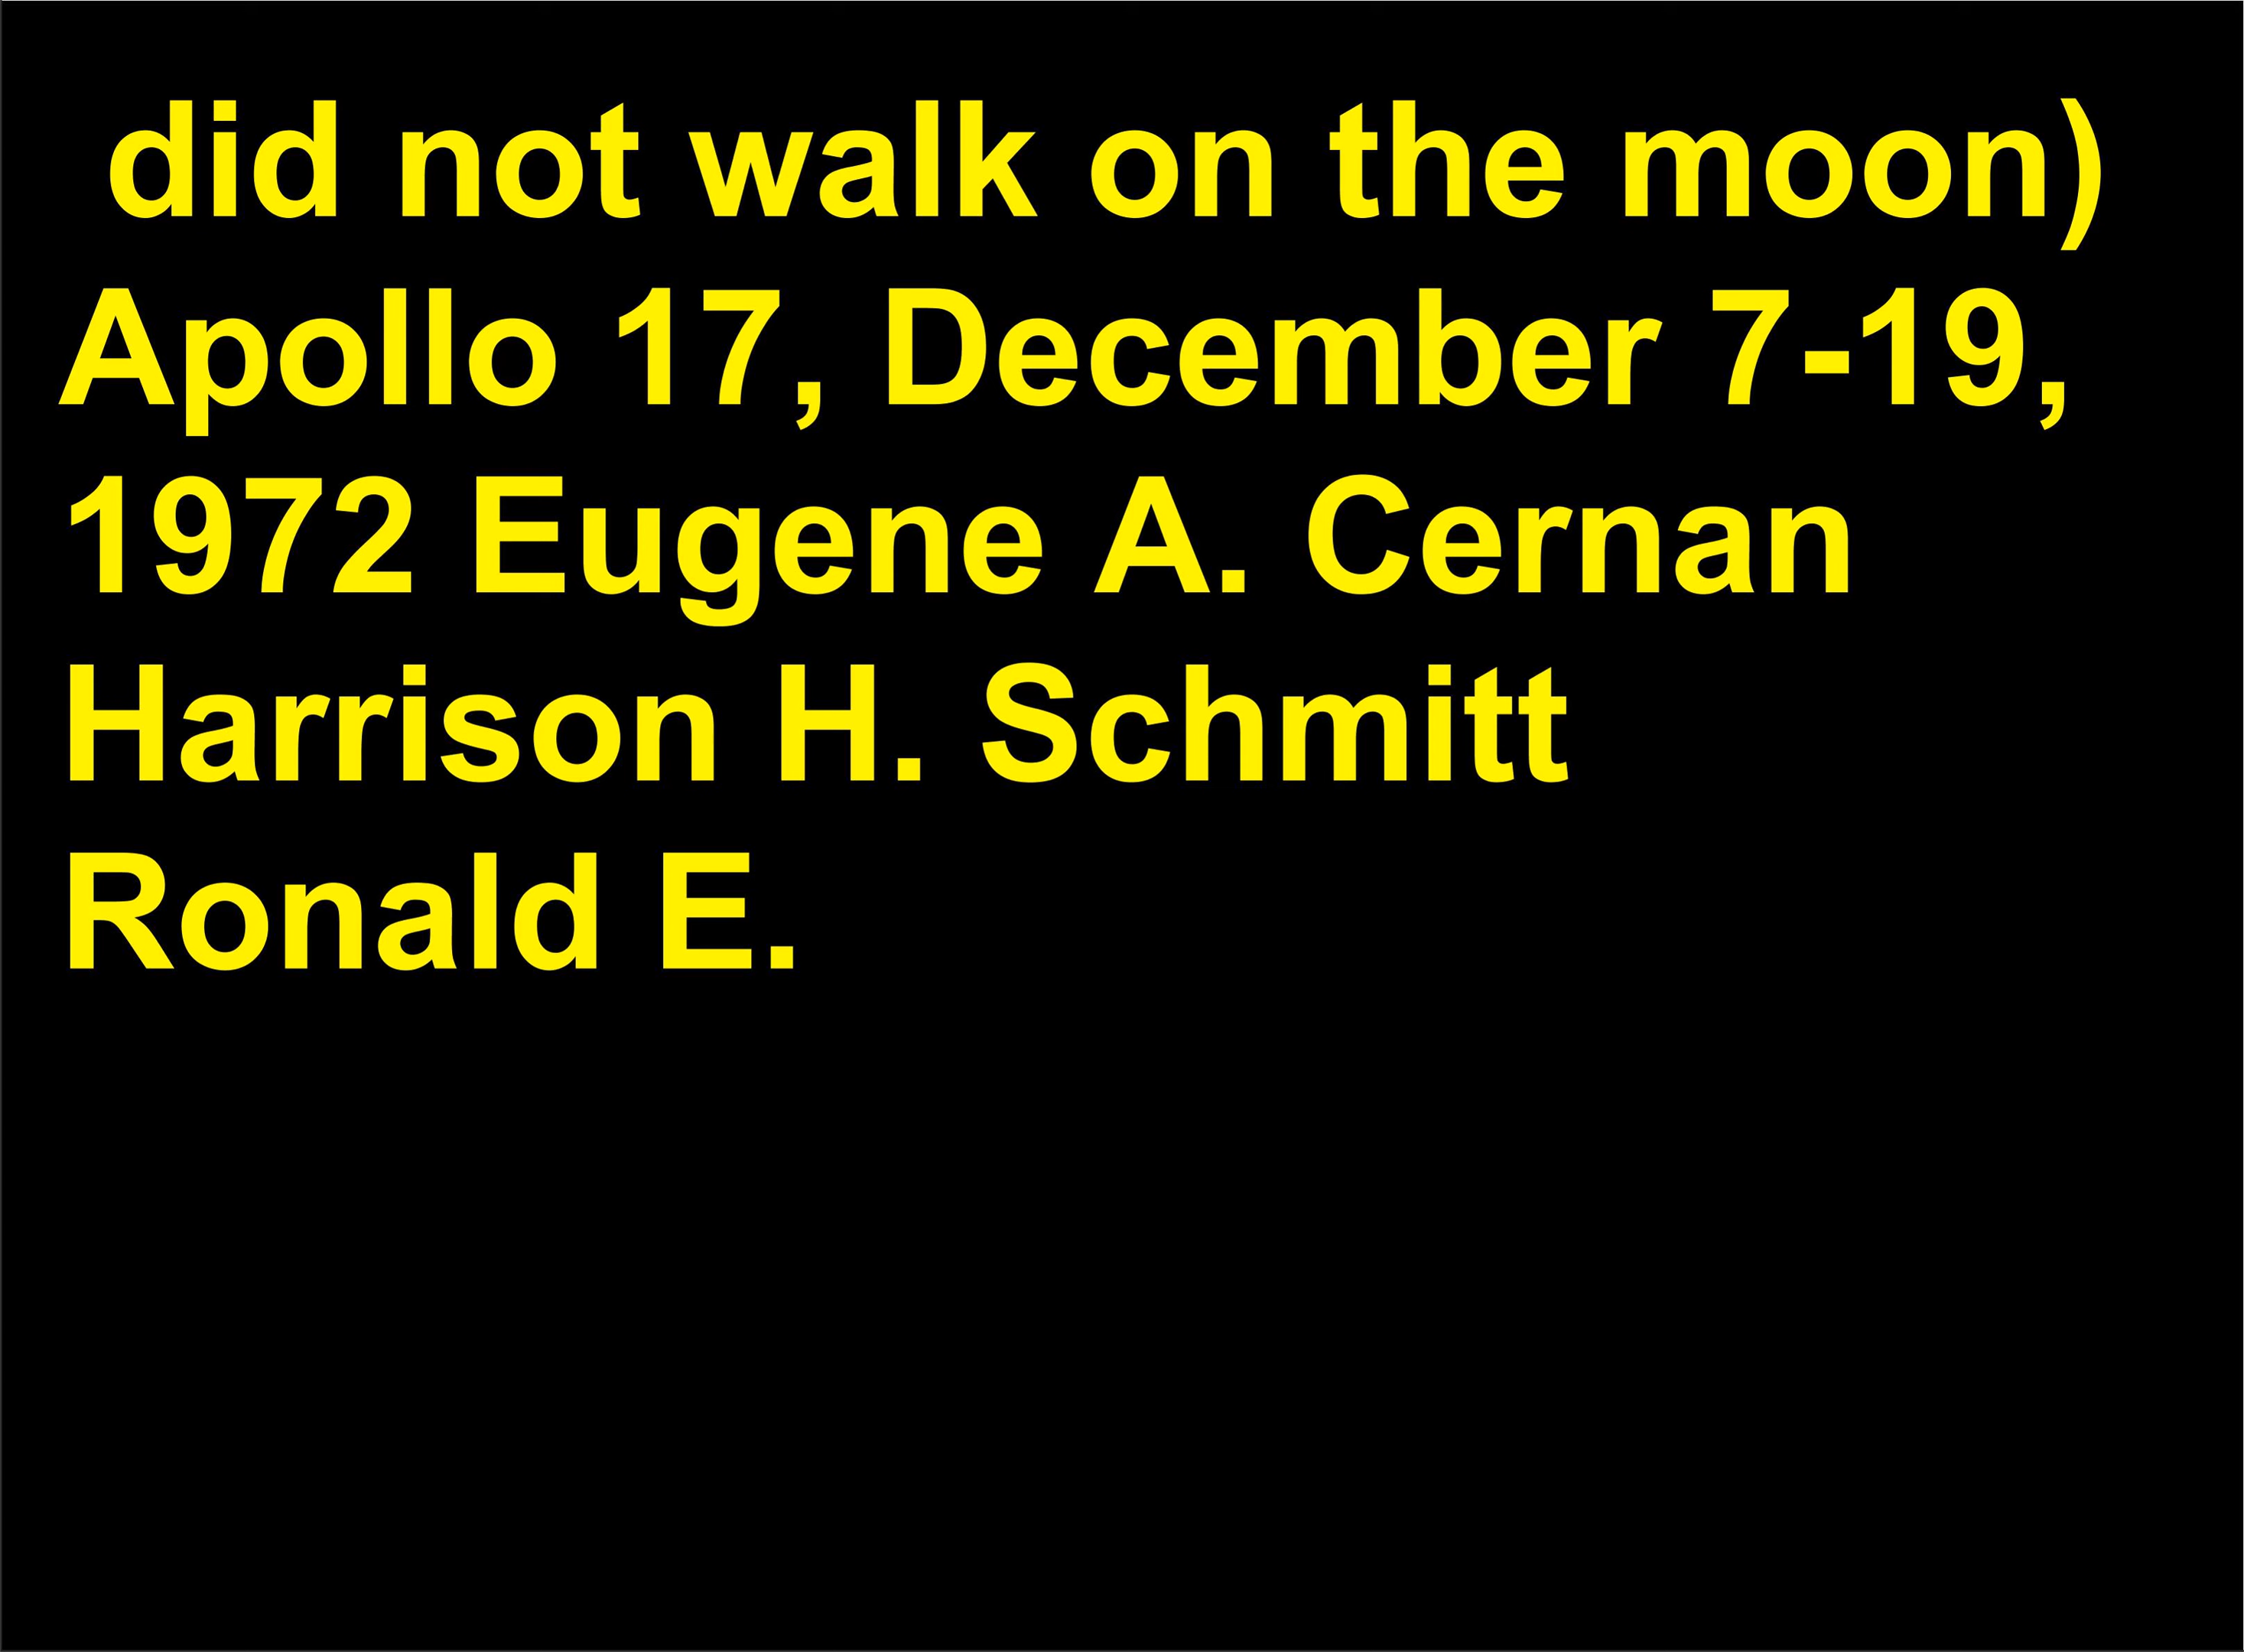 did not walk on the moon)
Apollo 17, December 7-19,
1972 Eugene A. Cernan
Harrison H. Schmitt
Ronald E.